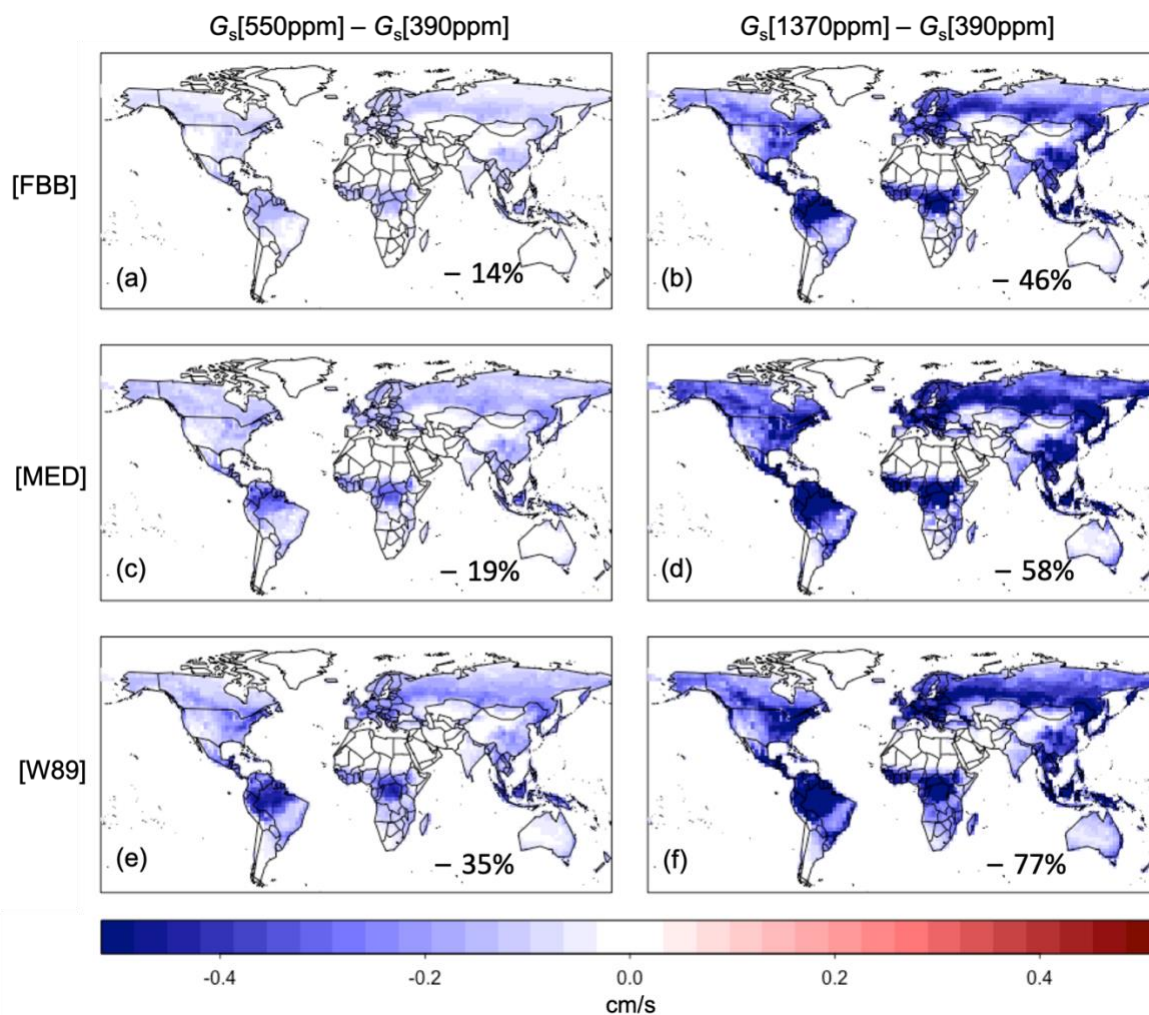 Gs[550ppm] – Gs[390ppm]
Gs[1370ppm] – Gs[390ppm]
[FBB]
(a)
– 14%
(b)
– 46%
[MED]
(c)
– 19%
(d)
– 58%
[W89]
(e)
– 35%
(f)
– 77%
-0.4
-0.2
0.0
0.2
0.4
cm/s